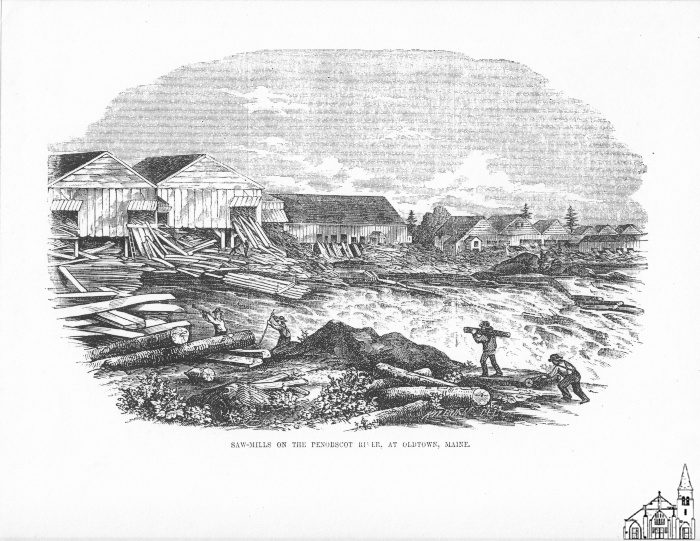 SAW-MILLS ON THE PENOBSCOT RIVER, AT OLDTOWN, MAINE.